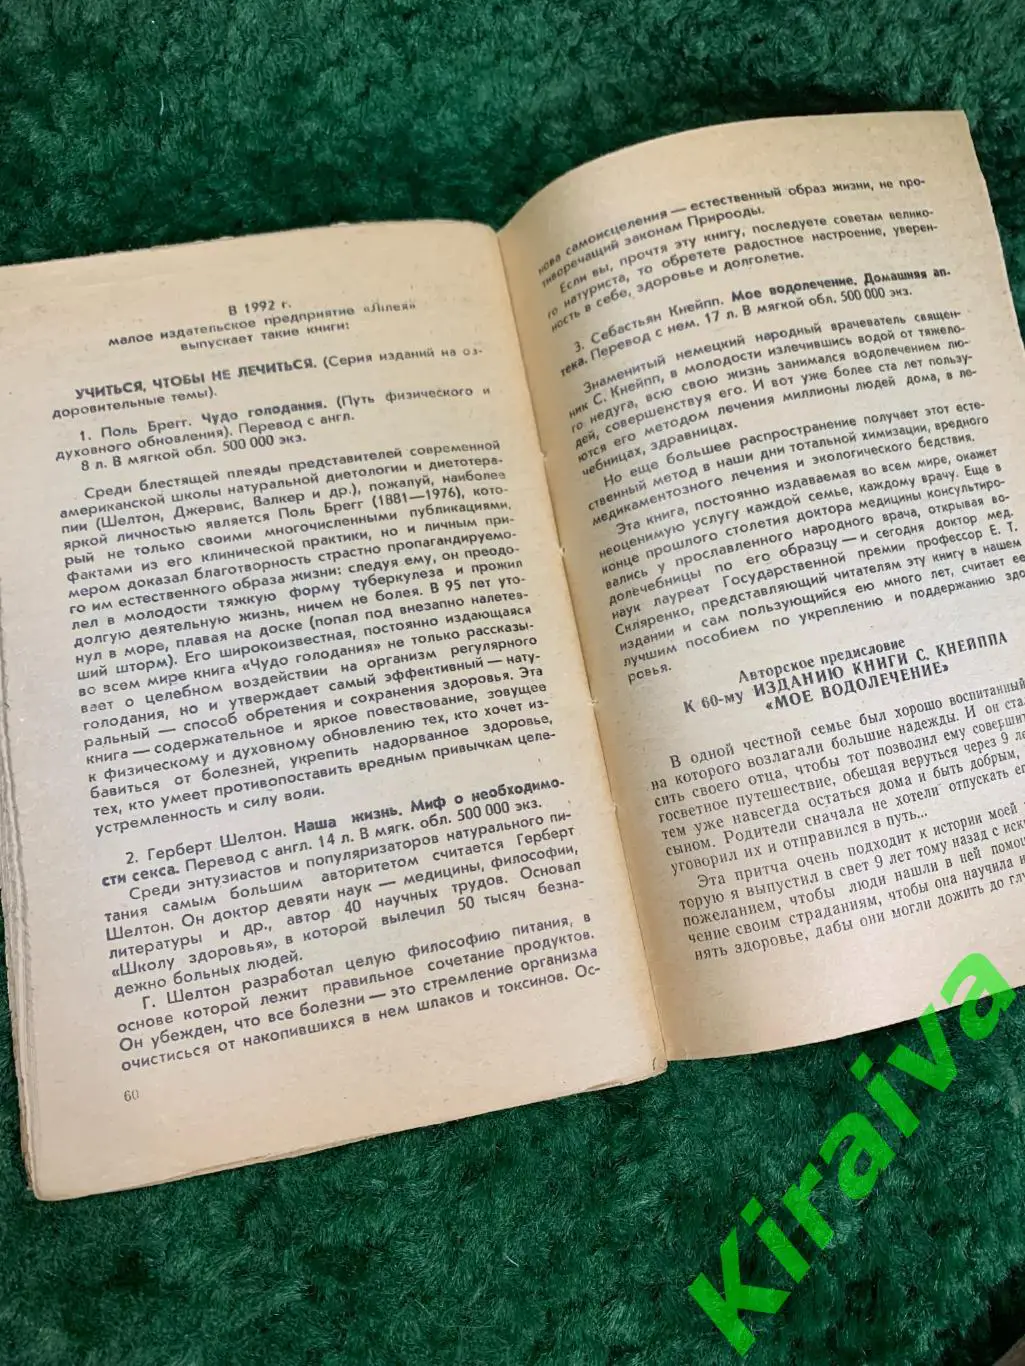 В 1992 г.
малое издательское предприятие «Лілея»
выпускает такие книги:
УЧИТЬСЯ, ЧТОБЫ НЕ ЛЕЧИТЬСЯ. (Серия изданий на оз-
доровительные темы).
1. Поль Брегг. Чудо голодания. (Путь физического и
духовного обновления). Перевод с англ.
8 л. В мягкой обл. 500 000 экз.
Среди блестящей плеяды представителей современной
американской школы натуральной диетологии и диетотера-
пии (Шелтон, Джервис, Валкер и др.), пожалуй, наиболее
яркой личностью является Поль Брегг (1881—1976), кото-
рый не только своими многочисленными публикациями,
фактами из его клинической практики, но и личным при-
мером доказал благотворность страстно пропагандируемо-
го им естественного образа жизни: следуя ему, он преодо-
лел в молодости тяжкую форму туберкулеза и прожил
долгую деятельную жизнь, ничем не болея. В 95 лет уто-
нул в море, плавая на доске (попал под внезапно налетев-
ший шторм). Его широкоизвестная, постоянно издающаяся
во всем мире книга «Чудо голодания» не только рассказы-
вает о целебном воздействии на организм регулярного
голодания, но и утверждает самый эффективный — нату-
ральный — способ обретения и сохранения здоровья. Эта
книга — содержательное и яркое повествование, зовущее
к физическому и духовному обновлению тех, кто хочет из-
бавиться от болезней, укрепить надорванное здоровье,
тех, кто умеет противопоставить вредным привычкам целе-
устремленность и силу воли.
2. Герберт Шелтон. Наша жизнь. Миф о необходимо-
сти секса. Перевод с англ. 14 л. В мягк. обл. 500 000 экз.
Среди энтузиастов и популяризаторов натурального пи-
тания самым большим авторитетом считается Герберт
Шелтон. Он доктор девяти наук — медицины, философии,
литературы и др., автор 40 научных трудов. Основал
«Школу здоровья», в которой вылечил 50 тысяч безна-
дежно больных людей.
Г. Шелтон разработал целую философию питания, в
основе которой лежит правильное сочетание продуктов.
Он убежден, что все болезни — это стремление организма
очистисься от накопившихся в нем шлаков и токсинов. Ос-
60
нова самоисцеления — естественный образ жизни, не про-
тиворечащий законам Прирооды.
Если вы, прочтя эту книгу, последуете советам велико-
го натуриста, то обретете радостное настроение, уверен-
ность в себе, здоровье и долголетие.
3. Себастьян Кнейпп. Мое водолечение. Домашняя ап-
тека. Перевод с нем. 17 л. В мягкой обл. 500 000 экз.
Знаменитый немецкий народный врачеватель священ-
ник С. Кнейпп, в молодости излечившись водой от тяжело-
го недуга, всю свою жизнь занимался водолечением лю-
дей, совершенствуя его. И вот уже более ста лет пользу-
ются его методом лечения миллионы людей дома, в ле-
чебницах, здравницах.
Но еще большее распространение получает этот есте-
ственный метод в наши дни тотальной химизации, вредного
медикаментозного лечения и экологического бедствия.
Эта книга, постоянно издаваемая во всем мире, окажет
неоценимую услугу каждой семье, каждому врачу. Еще в
конце прошлого столетия доктора медицины консультиро-
вались у прославленного народного врача, открывая во-
долечебницы по его образцу — и сегодня доктор мед.
наук лауреат Государственной премии профессор Е. Т.
Скляренко, представляющий читателям эту книгу в нашем
издании и сам пользующийся ею много лет, считает ее
лучшим пособием по укреплению и поддержанию здо-
ровья.
Авторское предисловие
К 60-му ИЗДАНИЮ КНИГИ С. КНЕЙППА
«МОЕ ВОДОЛЕЧЕНИЕ»
В одной честной семье был хорошо воспитанный
на которого возлагали большие надежды. И он ста
сить своего отца, чтобы тот позволил ему совершит
госветное путешествие, обещая веруться через 9 ле
тем уже навсегда остаться дома и быть добрым,
сыном. Родители сначала не хотели отпускать ег
уговорил их и отправился в путь...
Эта притча очень подходит к истории моей
торую я выпустил в свет 9 лет тому назад с иск
пожеланием, чтобы люди нашли в ней помощ
чение своим страданиям, чтобы она научила и
нять здоровье, дабы они могли дожить до глу
Kiraiva